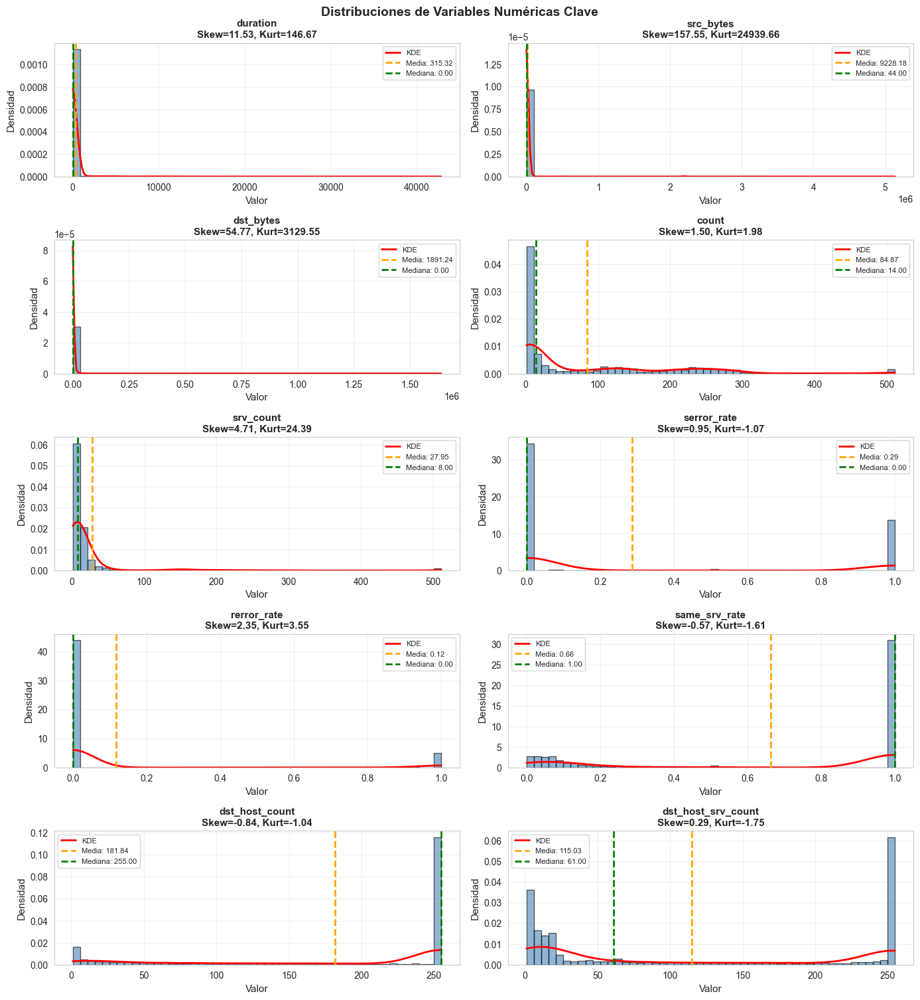 Distribuciones de Variables Numéricas Clave
duration
Skew=11.53, Kurt=146.67
KDE
Media: 315.32
Mediana: 0.00
0.0010
0.0008
0.0006
0.0004
0.0002
0.0000
Densidad
0
10000
20000
30000
40000
Valor
src_bytes
Skew=157.55, Kurt=24939.66
1e-5
KDE
Media: 9228.18
Mediana: 44.00
1.25
1.00
0.75
0.50
0.25
0.00
Densidad
0
1
2
3
4
5
1e6
Valor
dst_bytes
Skew=54.77, Kurt=3129.55
1e-5
KDE
Media: 1891.24
Mediana: 0.00
8
6
4
2
0
Densidad
0.00
0.25
0.50
0.75
1.00
1.25
1.50
1e6
Valor
count
Skew=1.50, Kurt=1.98
KDE
Media: 84.87
Mediana: 14.00
0.04
0.03
0.02
0.01
0.00
Densidad
0
100
200
300
400
500
Valor
srv_count
Skew=4.71, Kurt=24.39
KDE
Media: 27.95
Mediana: 8.00
0.06
0.05
0.04
0.03
0.02
0.01
0.00
Densidad
0
100
200
300
400
500
Valor
serror_rate
Skew=0.95, Kurt=-1.07
KDE
Media: 0.29
Mediana: 0.00
30
20
10
0
Densidad
0.0
0.2
0.4
0.6
0.8
1.0
Valor
rerror_rate
Skew=2.35, Kurt=3.55
KDE
Media: 0.12
Mediana: 0.00
40
30
20
10
0
Densidad
0.0
0.2
0.4
0.6
0.8
1.0
Valor
same_srv_rate
Skew=-0.57, Kurt=-1.61
KDE
Media: 0.66
Mediana: 1.00
30
25
20
15
10
5
0
Densidad
0.0
0.2
0.4
0.6
0.8
1.0
Valor
dst_host_count
Skew=-0.84, Kurt=-1.04
KDE
Media: 181.84
Mediana: 255.00
0.12
0.10
0.08
0.06
0.04
0.02
0.00
Densidad
0
50
100
150
200
250
Valor
dst_host_srv_count
Skew=0.29, Kurt=-1.75
KDE
Media: 115.03
Mediana: 61.00
0.06
0.05
0.04
0.03
0.02
0.01
0.00
Densidad
0
50
100
150
200
250
Valor